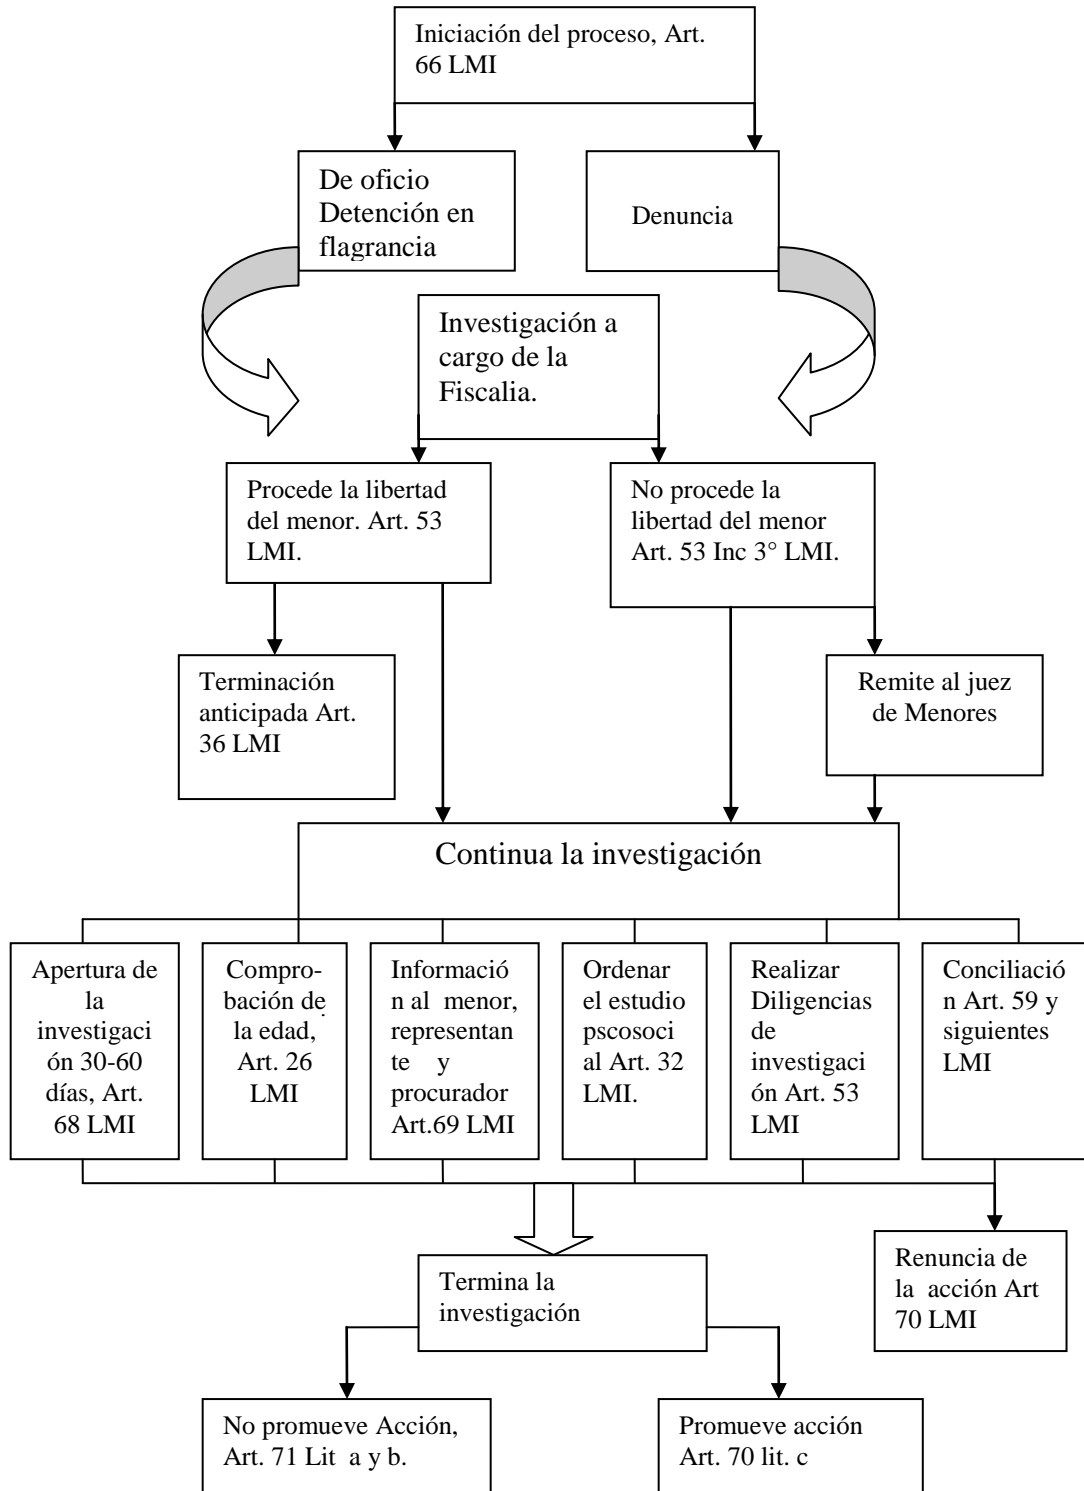 Iniciación del proceso, Art.
66 LMI
De oficio
Detención en
flagrancia
Denuncia
Investigación a
cargo de la
Fiscalia.
Procede la libertad
del menor. Art. 53
LMI.
No procede la
libertad del menor
Art. 53 Inc 3° LMI.
Terminación
anticipada Art.
36 LMI
Remite al juez
de Menores
Continua la investigación
Apertura de
la
investigaci
ón 30-60
días, Art.
68 LMI
Compro-
bación de
la edad,
Art. 26
LMI
Informació
n al menor,
representan
te y
procurador
Art.69 LMI
Ordenar
el estudio
pscosoci
al Art. 32
LMI.
Realizar
Diligencias
de
investigaci
ón Art. 53
LMI
Conciliació
n Art. 59 y
siguientes
LMI
Termina la
investigación
Renuncia de
la acción Art
70 LMI
No promueve Acción,
Art. 71 Lit a y b.
Promueve acción
Art. 70 lit. c